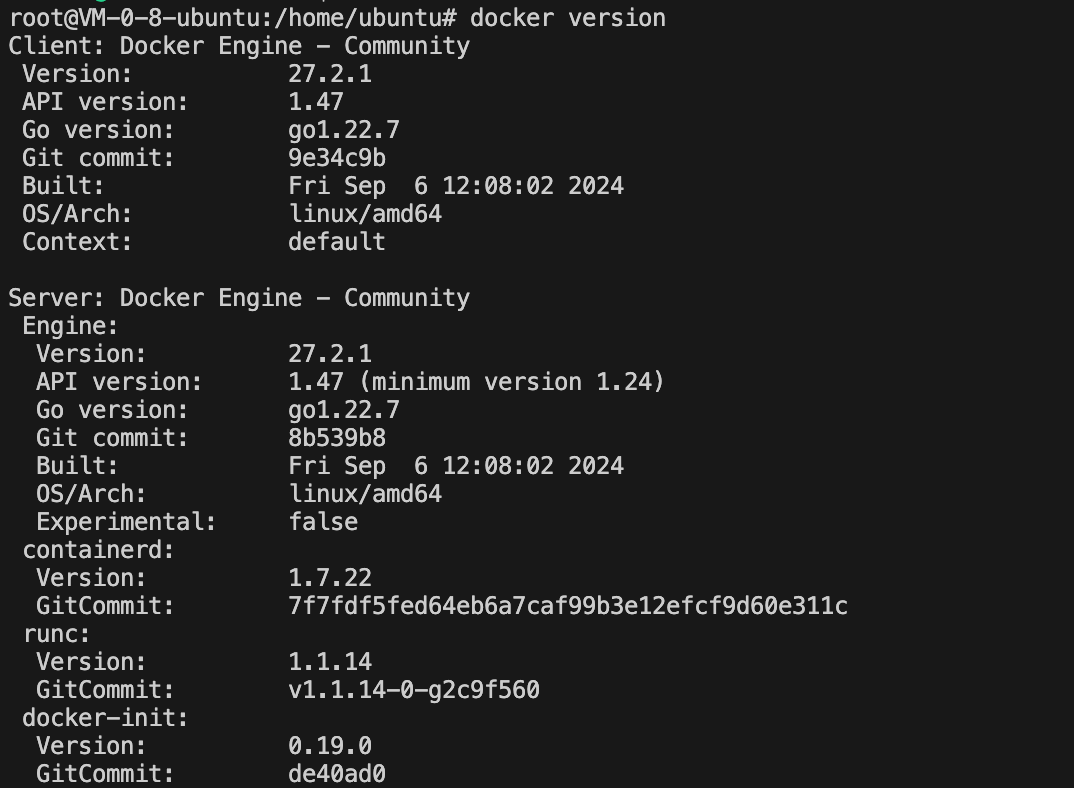 root@VM-0-8-ubuntu:/home/ubuntu# docker version
Client: Docker Engine - Community
 Version:           27.2.1
 API version:       1.47
 Go version:        go1.22.7
 Git commit:        9e34c9b
 Built:             Fri Sep  6 12:08:02 2024
 OS/Arch:           linux/amd64
 Context:           default

Server: Docker Engine - Community
 Engine:
  Version:          27.2.1
  API version:      1.47 (minimum version 1.24)
  Go version:       go1.22.7
  Git commit:       8b539b8
  Built:            Fri Sep  6 12:08:02 2024
  OS/Arch:          linux/amd64
  Experimental:     false
 containerd:
  Version:          1.7.22
  GitCommit:        7f7fdf5fed64eb6a7caf99b3e12efcf9d60e311c
 runc:
  Version:          1.1.14
  GitCommit:        v1.1.14-0-g2c9f560
 docker-init:
  Version:          0.19.0
  GitCommit:        de40ad0